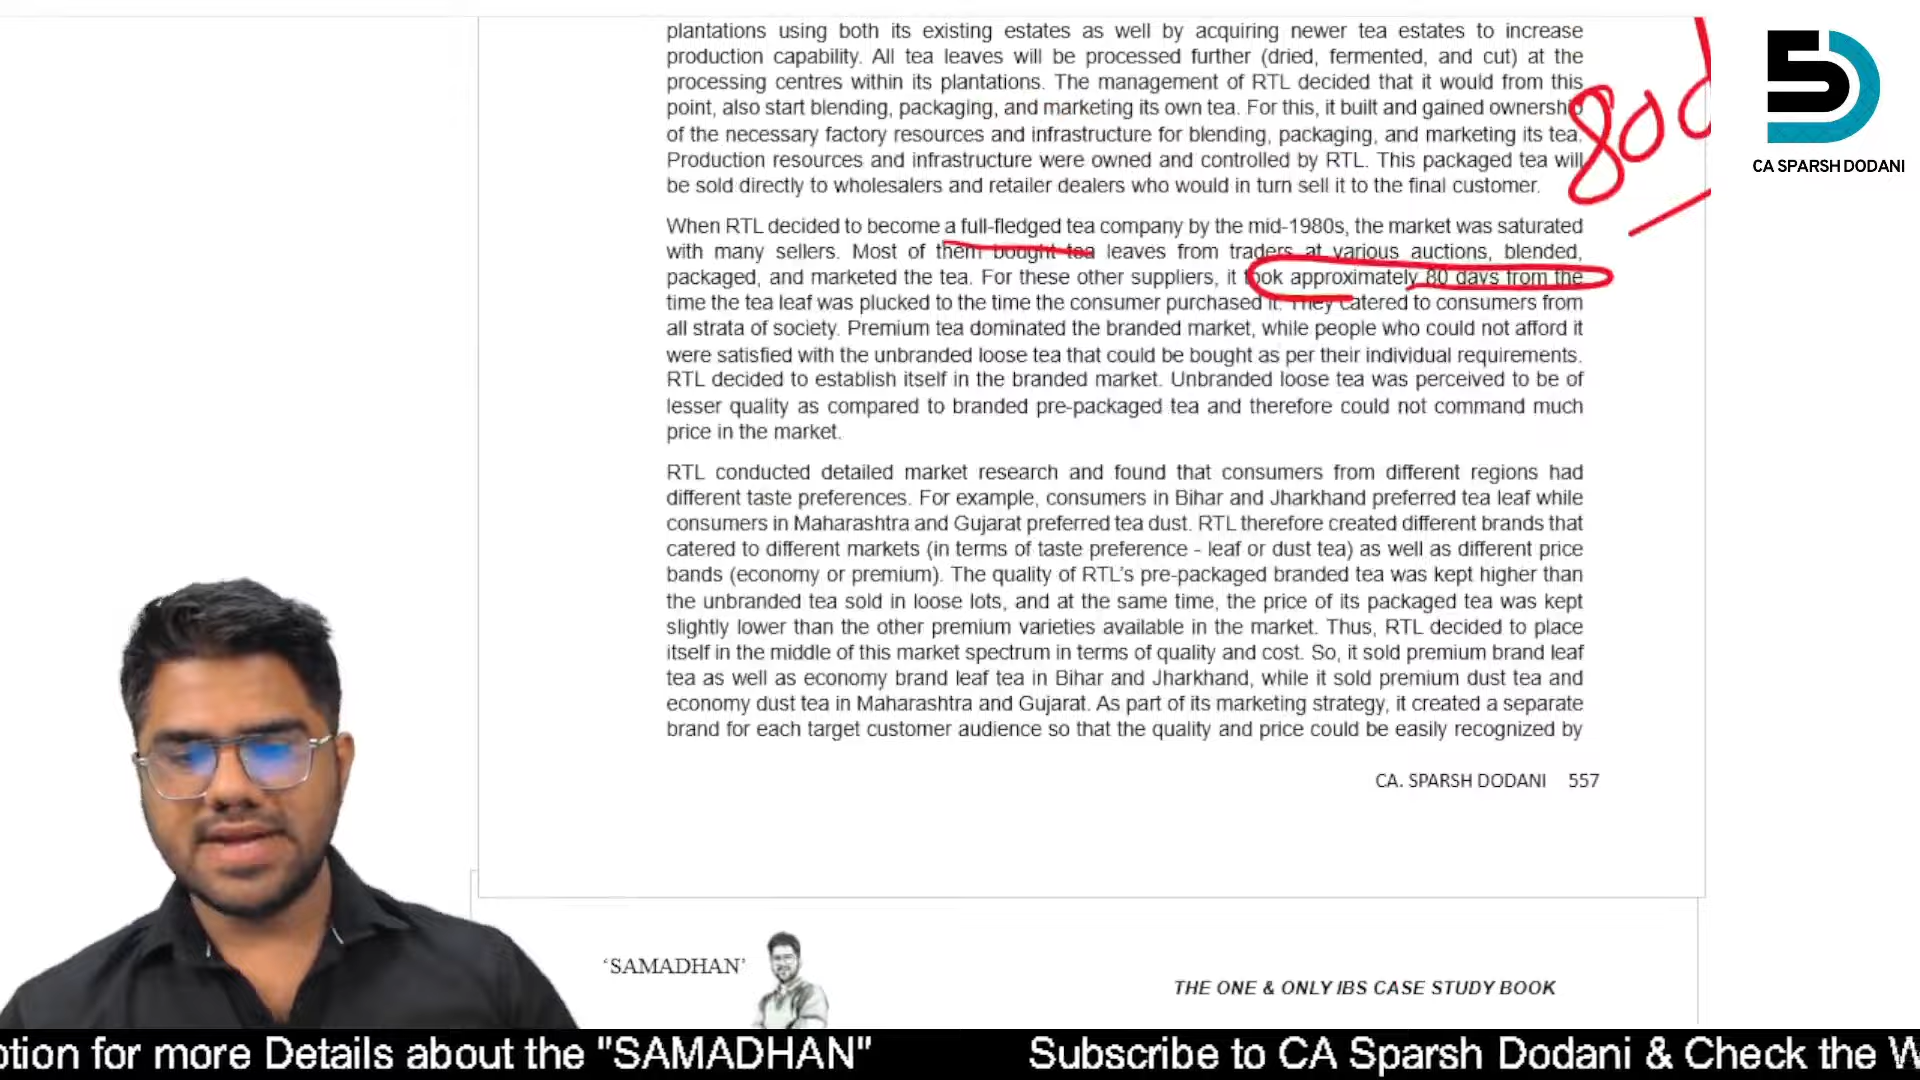 plantations using both its existing estates as well by acquiring newer tea estates to increase
production capability. All tea leaves will be processed further (dried, fermented, and cut) at the
processing centres within its plantations. The management of RTL decided that it would from this
point, also start blending, packaging, and marketing its own tea. For this, it built and gained ownership
of the necessary factory resources and infrastructure for blending, packaging, and marketing its tea.
Production resources and infrastructure were owned and controlled by RTL. This packaged tea will
be sold directly to wholesalers and retailer dealers who would in turn sell it to the final customer.
80d
CA SPARSH DODANI
When RTL decided to become a full-fledged tea company by the mid-1980s, the market was saturated
with many sellers. Most of them bought tea leaves from traders at various auctions, blended,
packaged, and marketed the tea. For these other suppliers, it took approximately 80 days from the
time the tea leaf was plucked to the time the consumer purchased it. They catered to consumers from
all strata of society. Premium tea dominated the branded market, while people who could not afford it
were satisfied with the unbranded loose tea that could be bought as per their individual requirements.
RTL decided to establish itself in the branded market. Unbranded loose tea was perceived to be of
lesser quality as compared to branded pre-packaged tea and therefore could not command much
price in the market.
RTL conducted detailed market research and found that consumers from different regions had
different taste preferences. For example, consumers in Bihar and Jharkhand preferred tea leaf while
consumers in Maharashtra and Gujarat preferred tea dust. RTL therefore created different brands that
catered to different markets (in terms of taste preference - leaf or dust tea) as well as different price
bands (economy or premium). The quality of RTL's pre-packaged branded tea was kept higher than
the unbranded tea sold in loose lots, and at the same time, the price of its packaged tea was kept
slightly lower than the other premium varieties available in the market. Thus, RTL decided to place
itself in the middle of this market spectrum in terms of quality and cost. So, it sold premium brand leaf
tea as well as economy brand leaf tea in Bihar and Jharkhand, while it sold premium dust tea and
economy dust tea in Maharashtra and Gujarat. As part of its marketing strategy, it created a separate
brand for each target customer audience so that the quality and price could be easily recognized by
CA. SPARSH DODANI 557
'SAMADHAN'
THE ONE & ONLY IBS CASE STUDY BOOK
ption for more Details about the "SAMADHAN" Subscribe to CA Sparsh Dodani & Check the W